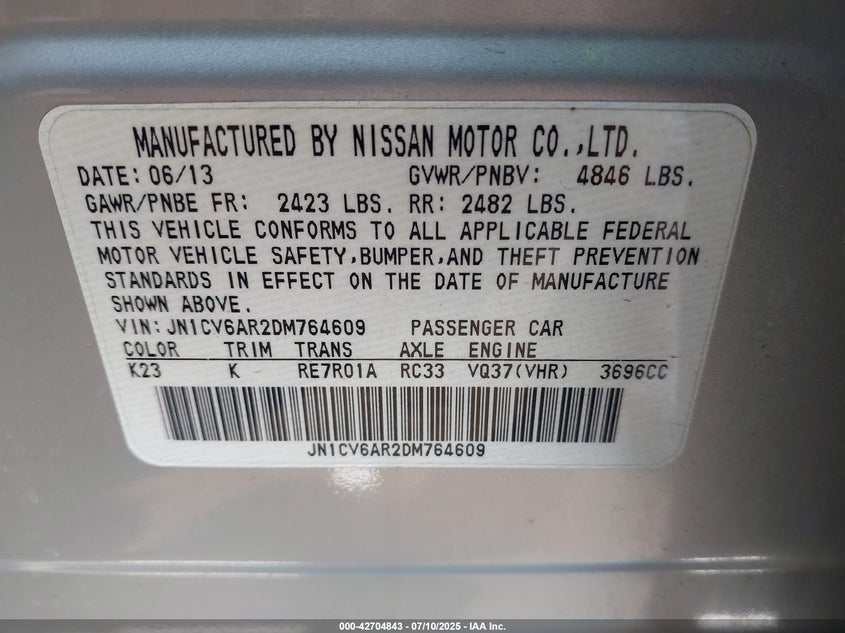 MANUFACTURED BY NISSAN MOTOR CO.,LTD.
DATE: 06/13 GVWR/PNBV: 4846 LBS.
GAWR/PNBE FR: 2423 LBS. RR: 2482 LBS.
THIS VEHICLE CONFORMS TO ALL APPLICABLE FEDERAL
MOTOR VEHICLE SAFETY,BUMPER,AND THEFT PREVENTION
STANDARDS IN EFFECT ON THE DATE OF MANUFACTURE
SHOWN ABOVE.
VIN: JN1CV6AR2DM764609 PASSENGER CAR
COLOR TRIM TRANS AXLE ENGINE
K23 K RE7R01A RC33 VQ37(VHR) 3696CC
JN1CV6AR2DM764609
000-42704843 - 07/10/2025 - IAA Inc.